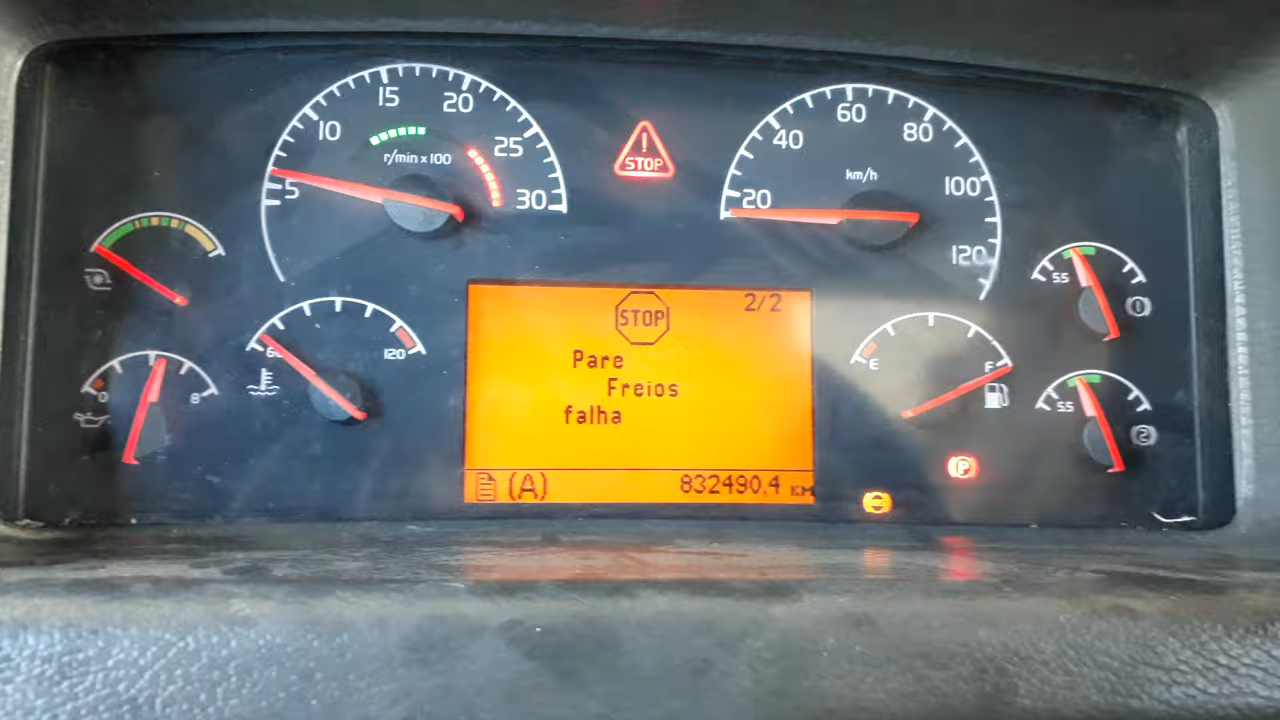 15 20
10 25
r/min x 100
5 30
STOP
60
40 80
km/h
20 100
120
STOP 2/2
Pare
Freios
falha
(A) 832490,4 KM
60 120
0 8
E F
55
55
P